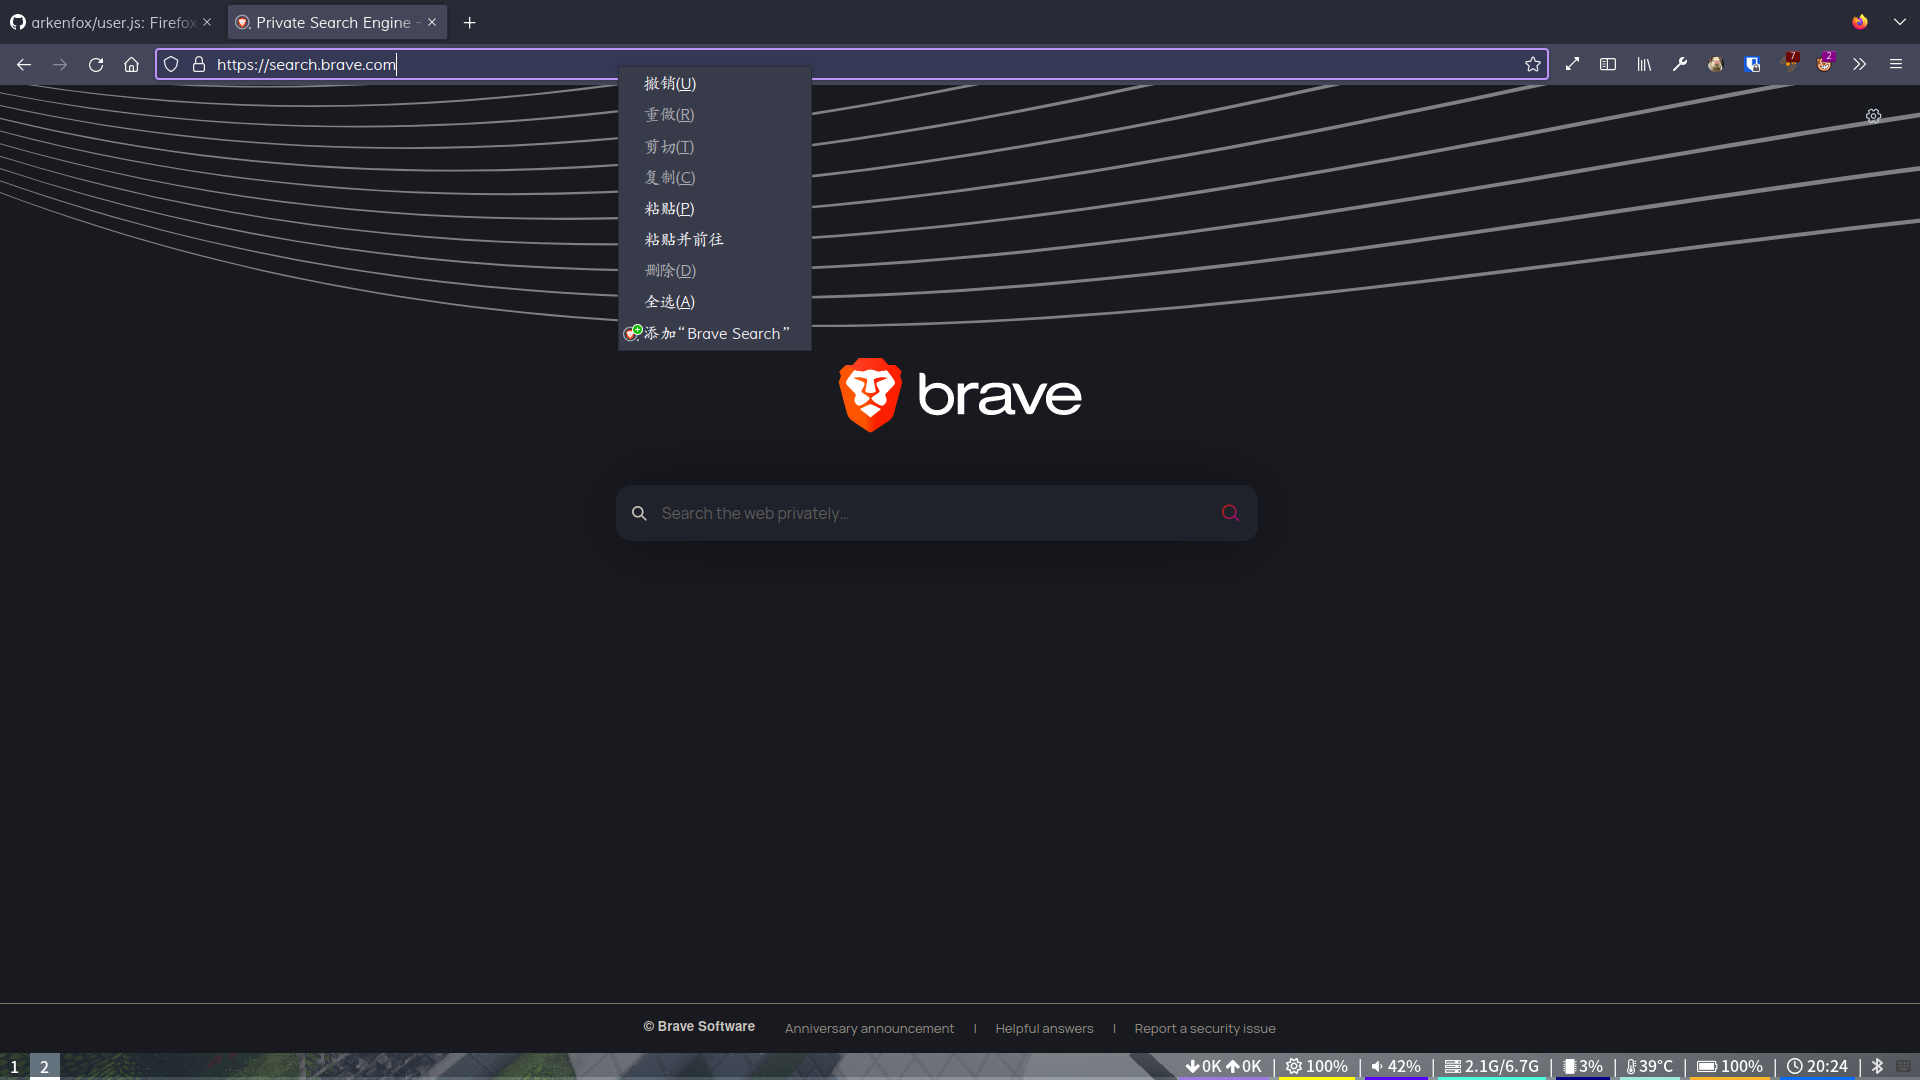 arkenfox/user.js: Firefox
Private Search Engine -
https://search.brave.com
7
2
撤销(U)
重做(R)
剪切(T)
复制(C)
粘贴(P)
粘贴并前往
删除(D)
全选(A)
添加“Brave Search”
brave
Search the web privately...
© Brave Software
Anniversary announcement | Helpful answers | Report a security issue
1 2 0K 0K | 100% | 42% | 2.1G/6.7G | 3% | 39°C | 100% | 20:24 |